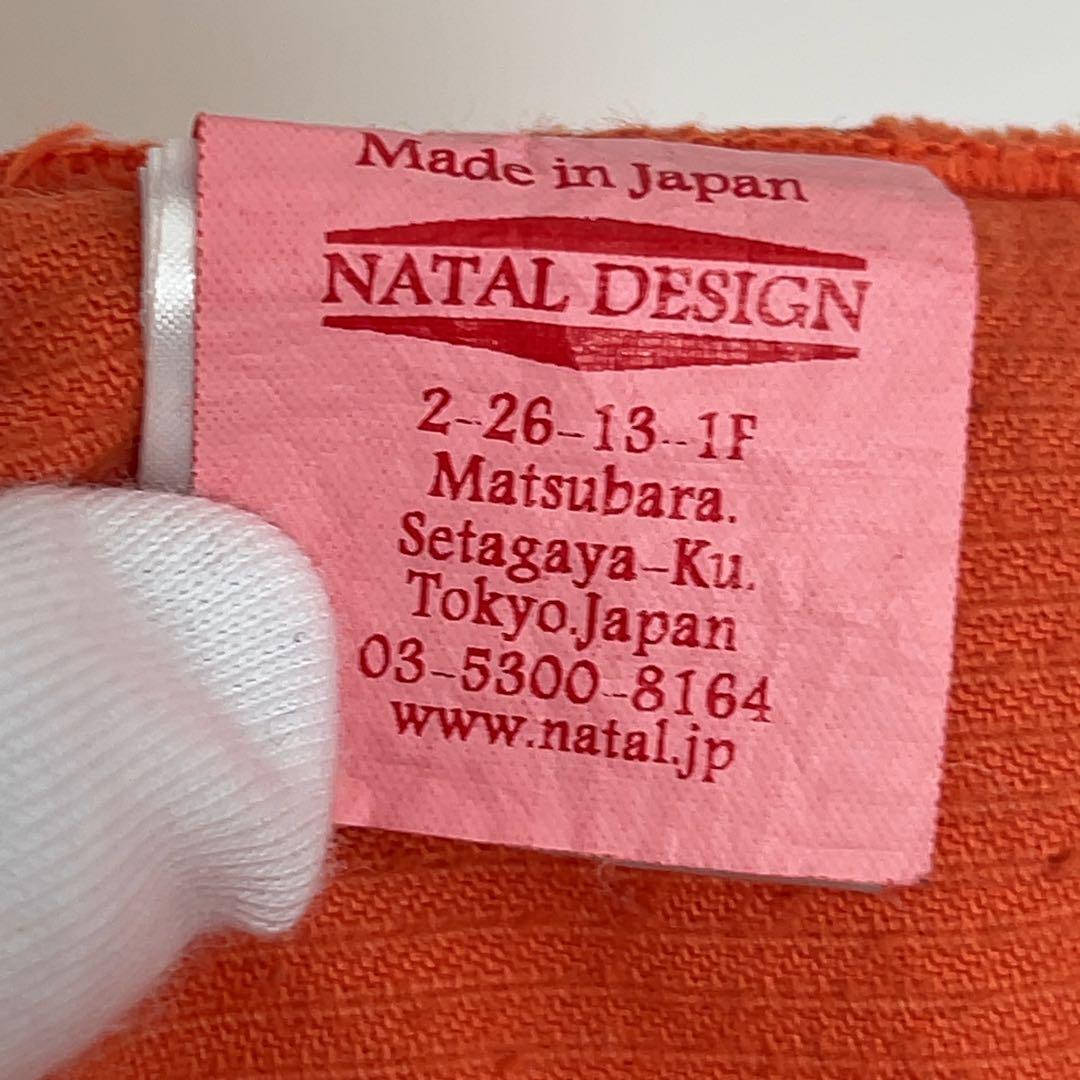 Made in Japan
NATAL DESIGN
2-26-13-1F
Matsubara.
Setagaya-Ku.
Tokyo.Japan
03-5300-8164
www.natal.jp